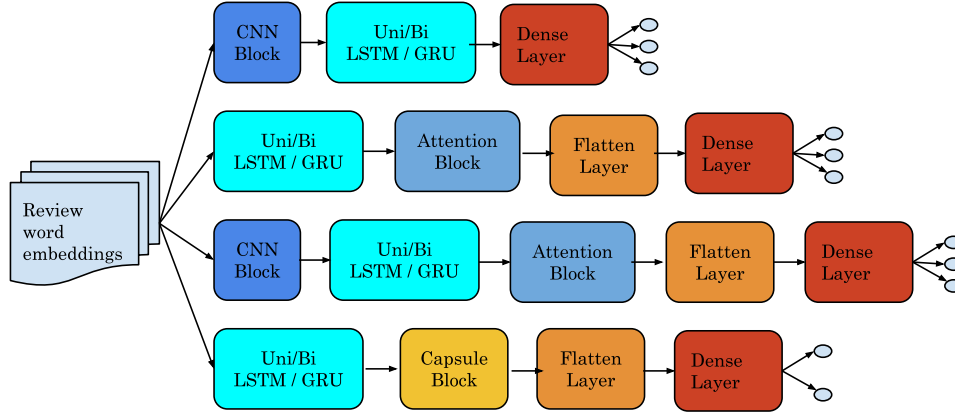 Review
word
embeddings
CNN
Block
Uni/Bi
LSTM / GRU
Dense
Layer
Uni/Bi
LSTM / GRU
Attention
Block
Flatten
Layer
Dense
Layer
CNN
Block
Uni/Bi
LSTM / GRU
Attention
Block
Flatten
Layer
Dense
Layer
Uni/Bi
LSTM / GRU
Capsule
Block
Flatten
Layer
Dense
Layer